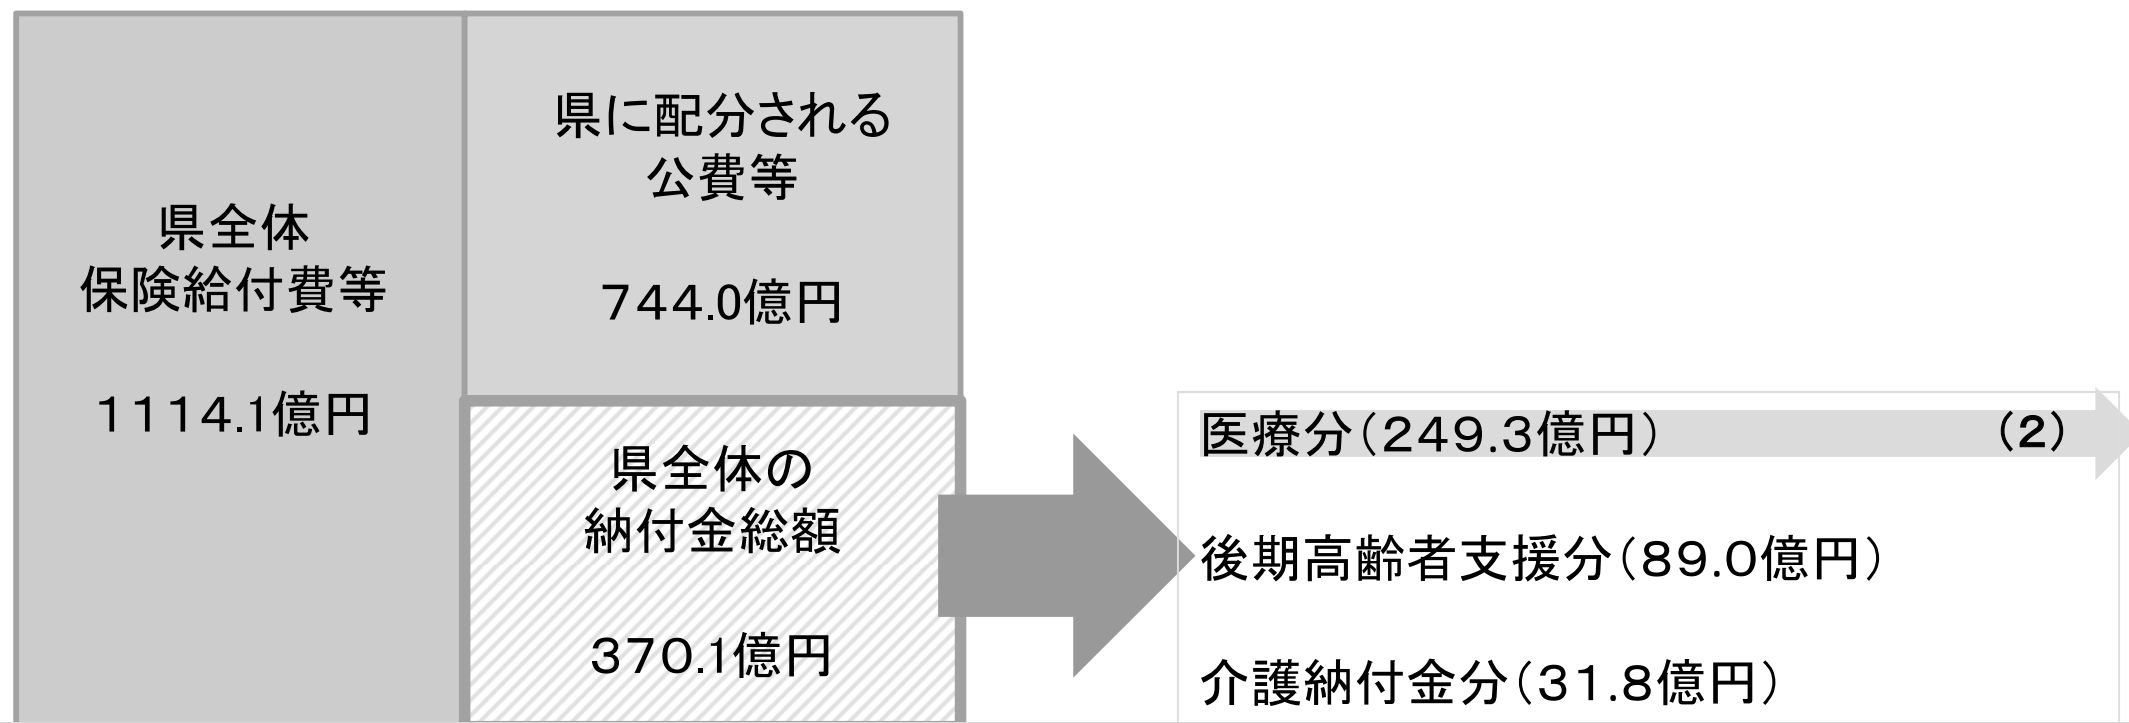 県全体
保険給付費等
1114.1億円
県に配分される
公費等
744.0億円
県全体の
納付金総額
370.1億円
医療分(249.3億円) (2)
後期高齢者支援分(89.0億円)
介護納付金分(31.8億円)